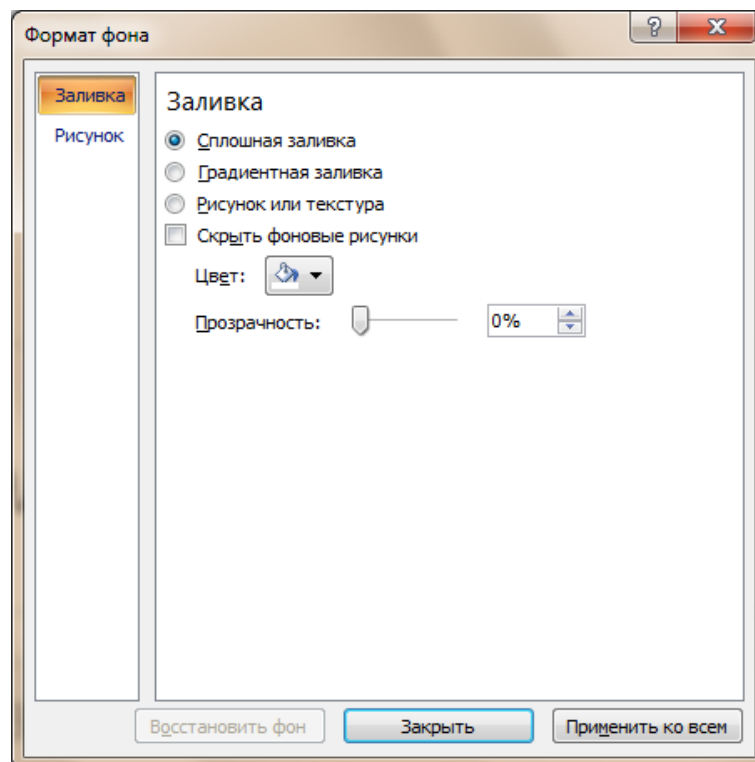 Формат фона
Заливка
Рисунок
Заливка
Сплошная заливка
Градиентная заливка
Рисунок или текстура
Скрыть фоновые рисунки
Цвет:
Прозрачность: 0%
Восстановить фон Закрыть Применить ко всем